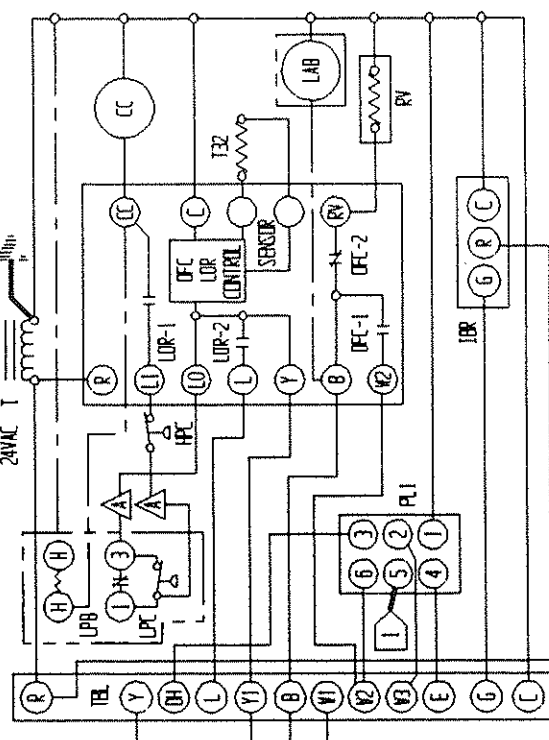 24VAC T
CC
LAB
RV
T32
R
L1
LO
L
Y
B
W2
CC
C
RV
DFC
LOR
CONTROL
SENSOR
LOR-1
LOR-2
DFC-1
DFC-2
HPC
A
A
H
H
LPB
1
3
LPC
IBR
G
R
C
PL1
6
3
5
2
4
1
1
R
TBL
Y
DH
L
Y1
B
W1
W2
W3
E
G
C